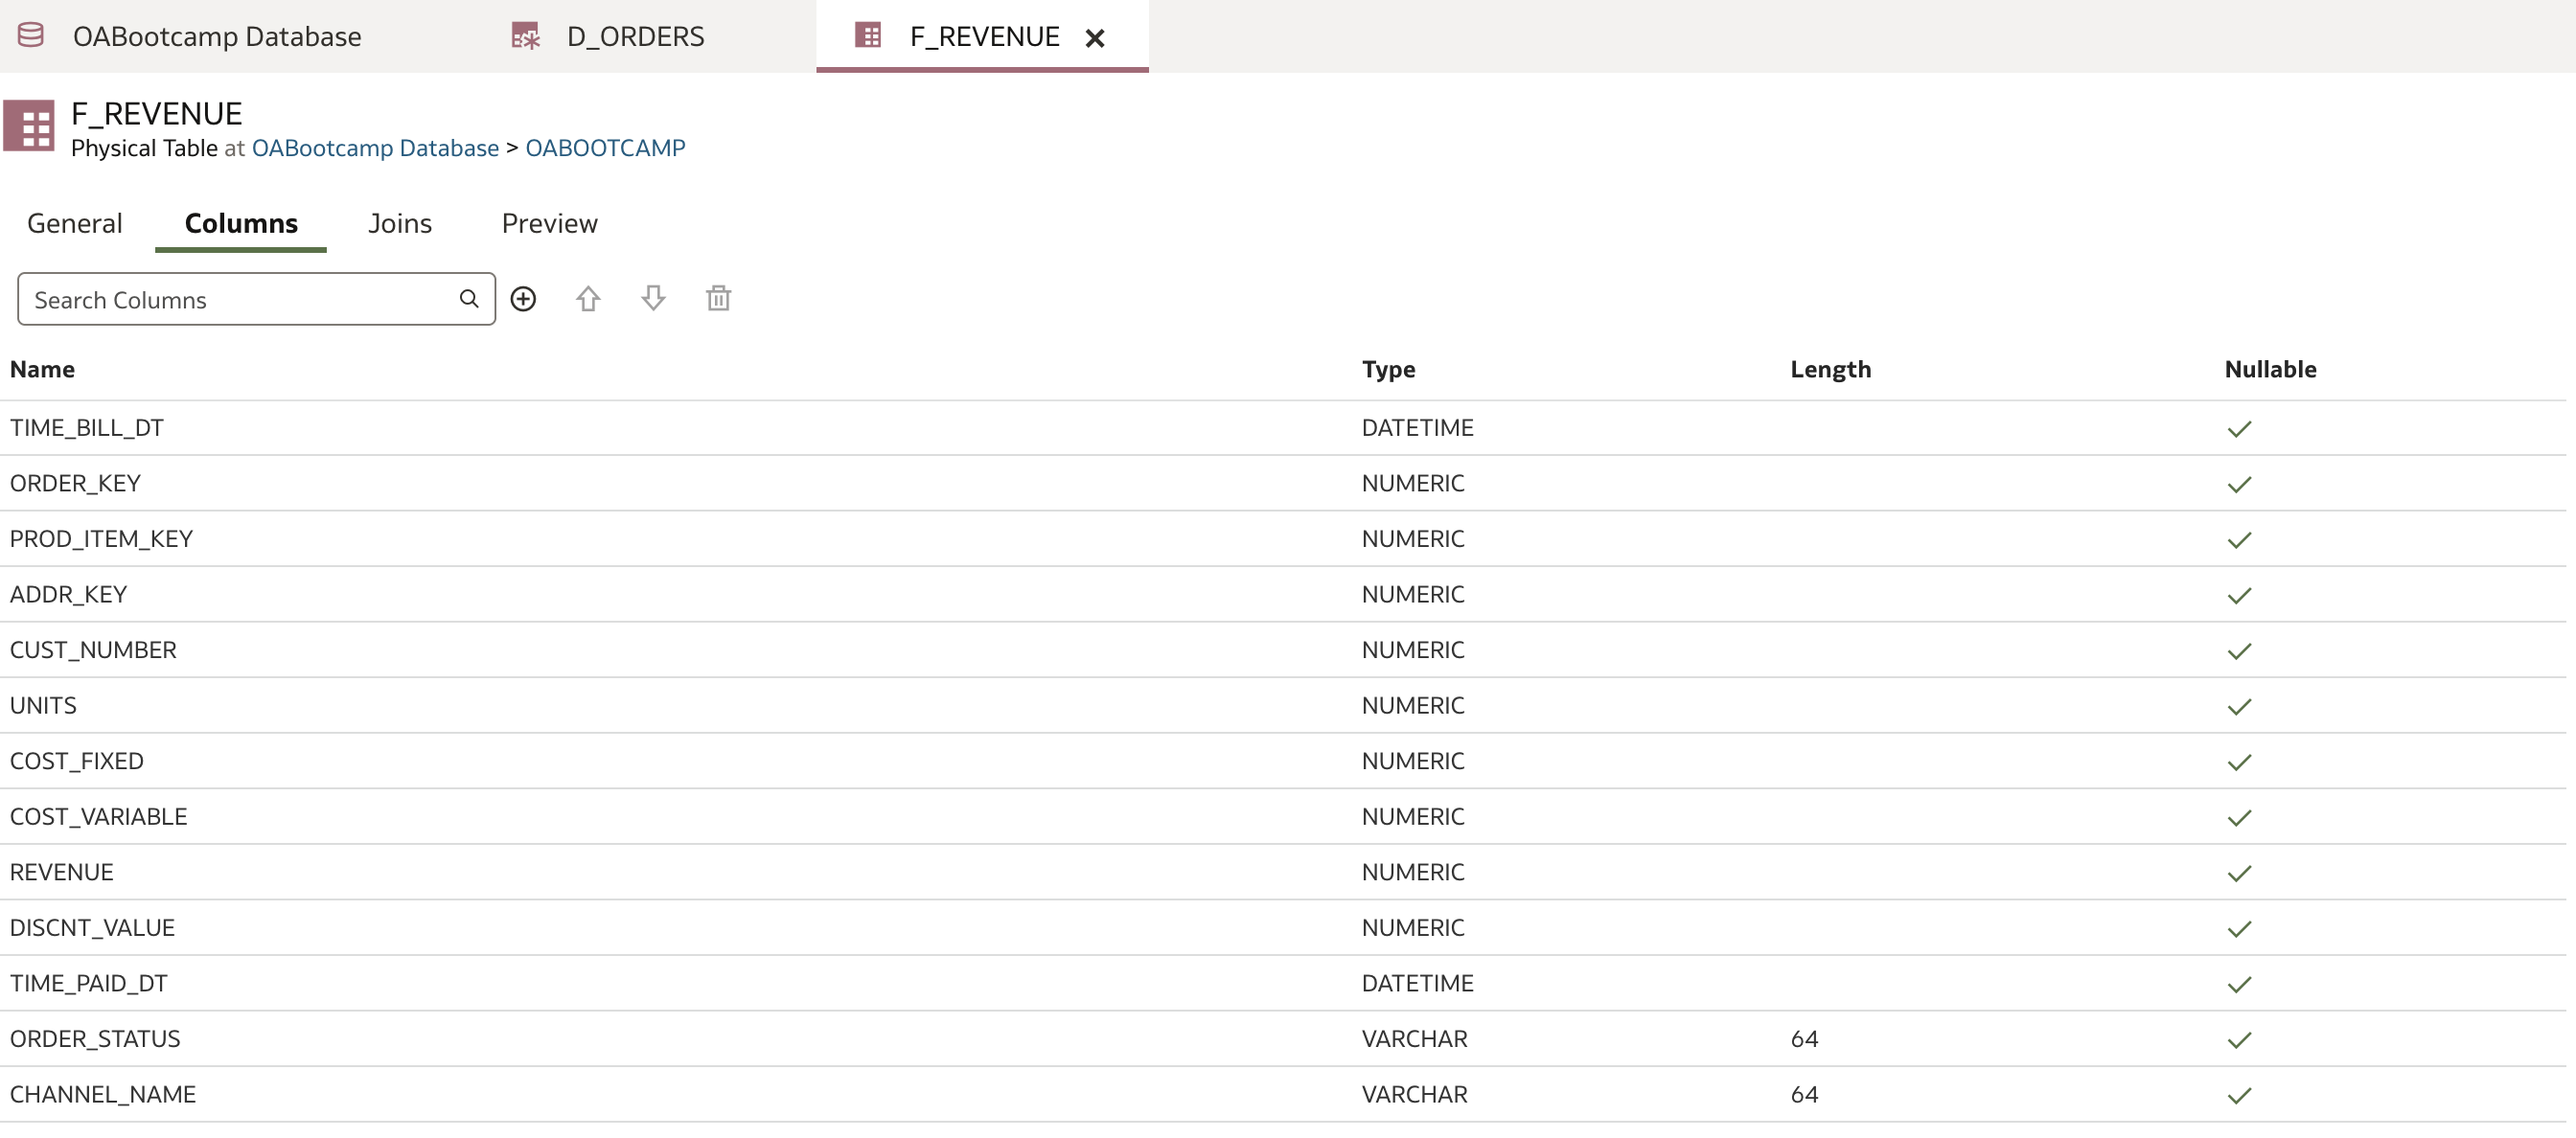 OABootcamp Database D_ORDERS F_REVENUE
F_REVENUE
Physical Table at OABootcamp Database > OABOOTCAMP
General Columns Joins Preview
Search Columns
Name Type Length Nullable
TIME_BILL_DT DATETIME
ORDER_KEY NUMERIC
PROD_ITEM_KEY NUMERIC
ADDR_KEY NUMERIC
CUST_NUMBER NUMERIC
UNITS NUMERIC
COST_FIXED NUMERIC
COST_VARIABLE NUMERIC
REVENUE NUMERIC
DISCNT_VALUE NUMERIC
TIME_PAID_DT DATETIME
ORDER_STATUS VARCHAR 64
CHANNEL_NAME VARCHAR 64